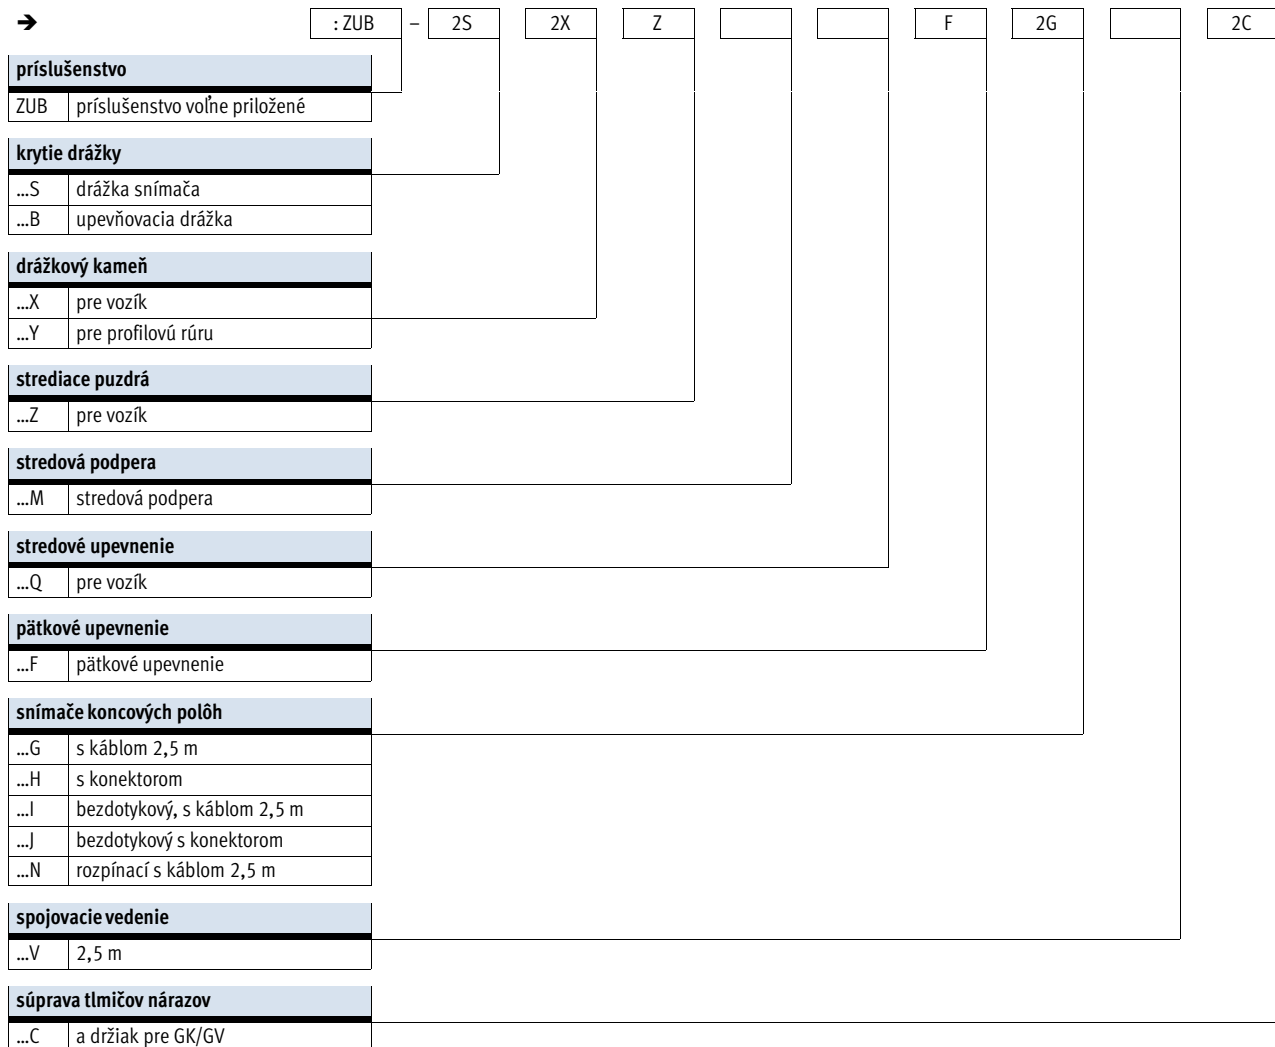 ➔ : ZUB – 2S 2X Z F 2G 2C
príslušenstvo
ZUB príslušenstvo voľne priložené
krytie drážky
...S drážka snímača
...B upevňovacia drážka
drážkový kameň
...X pre vozík
...Y pre profilovú rúru
strediace puzdrá
...Z pre vozík
stredová podpera
...M stredová podpera
stredové upevnenie
...Q pre vozík
pätkové upevnenie
...F pätkové upevnenie
snímače koncových polôh
...G s káblom 2,5 m
...H s konektorom
...I bezdotykový, s káblom 2,5 m
...J bezdotykový s konektorom
...N rozpínací s káblom 2,5 m
spojovacie vedenie
...V 2,5 m
súprava tlmičov nárazov
...C a držiak pre GK/GV